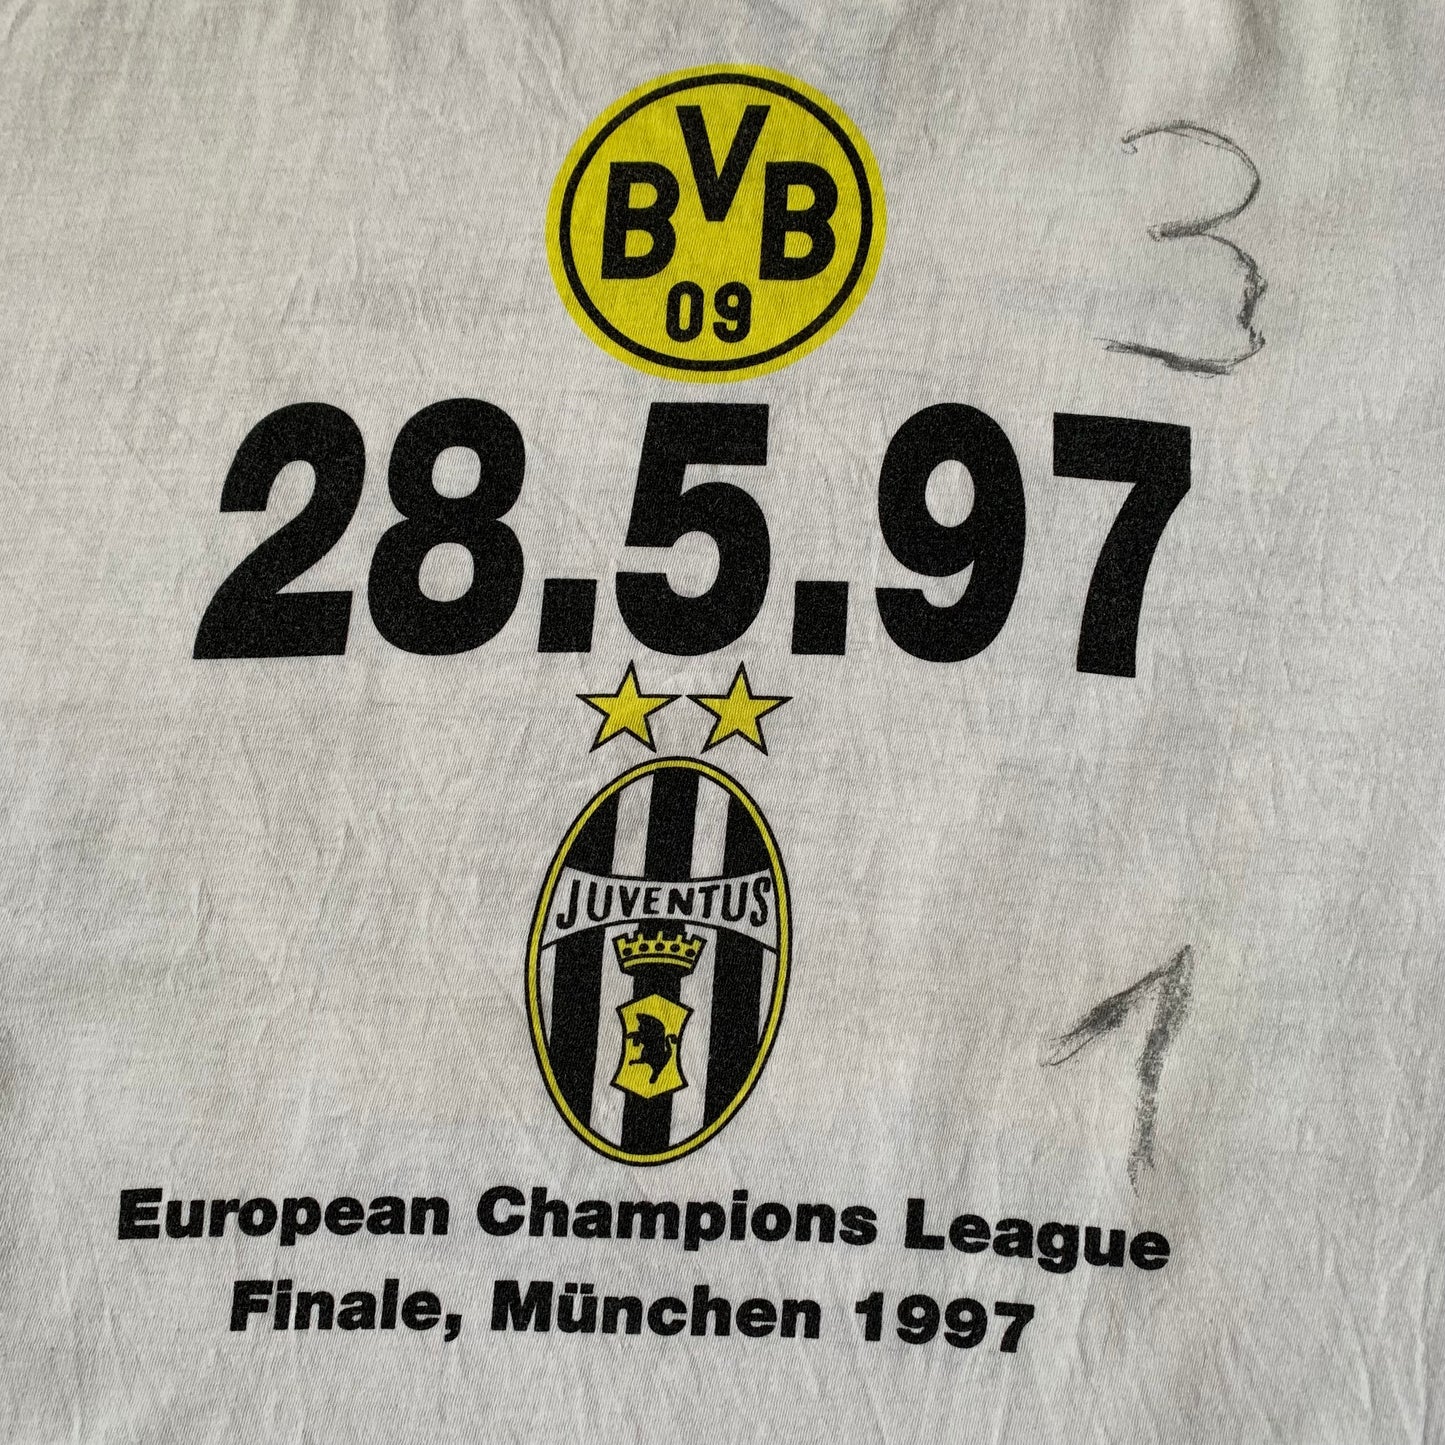 BVB
09
3
28.5.97
JUVENTUS
1
European Champions League
Finale, München 1997